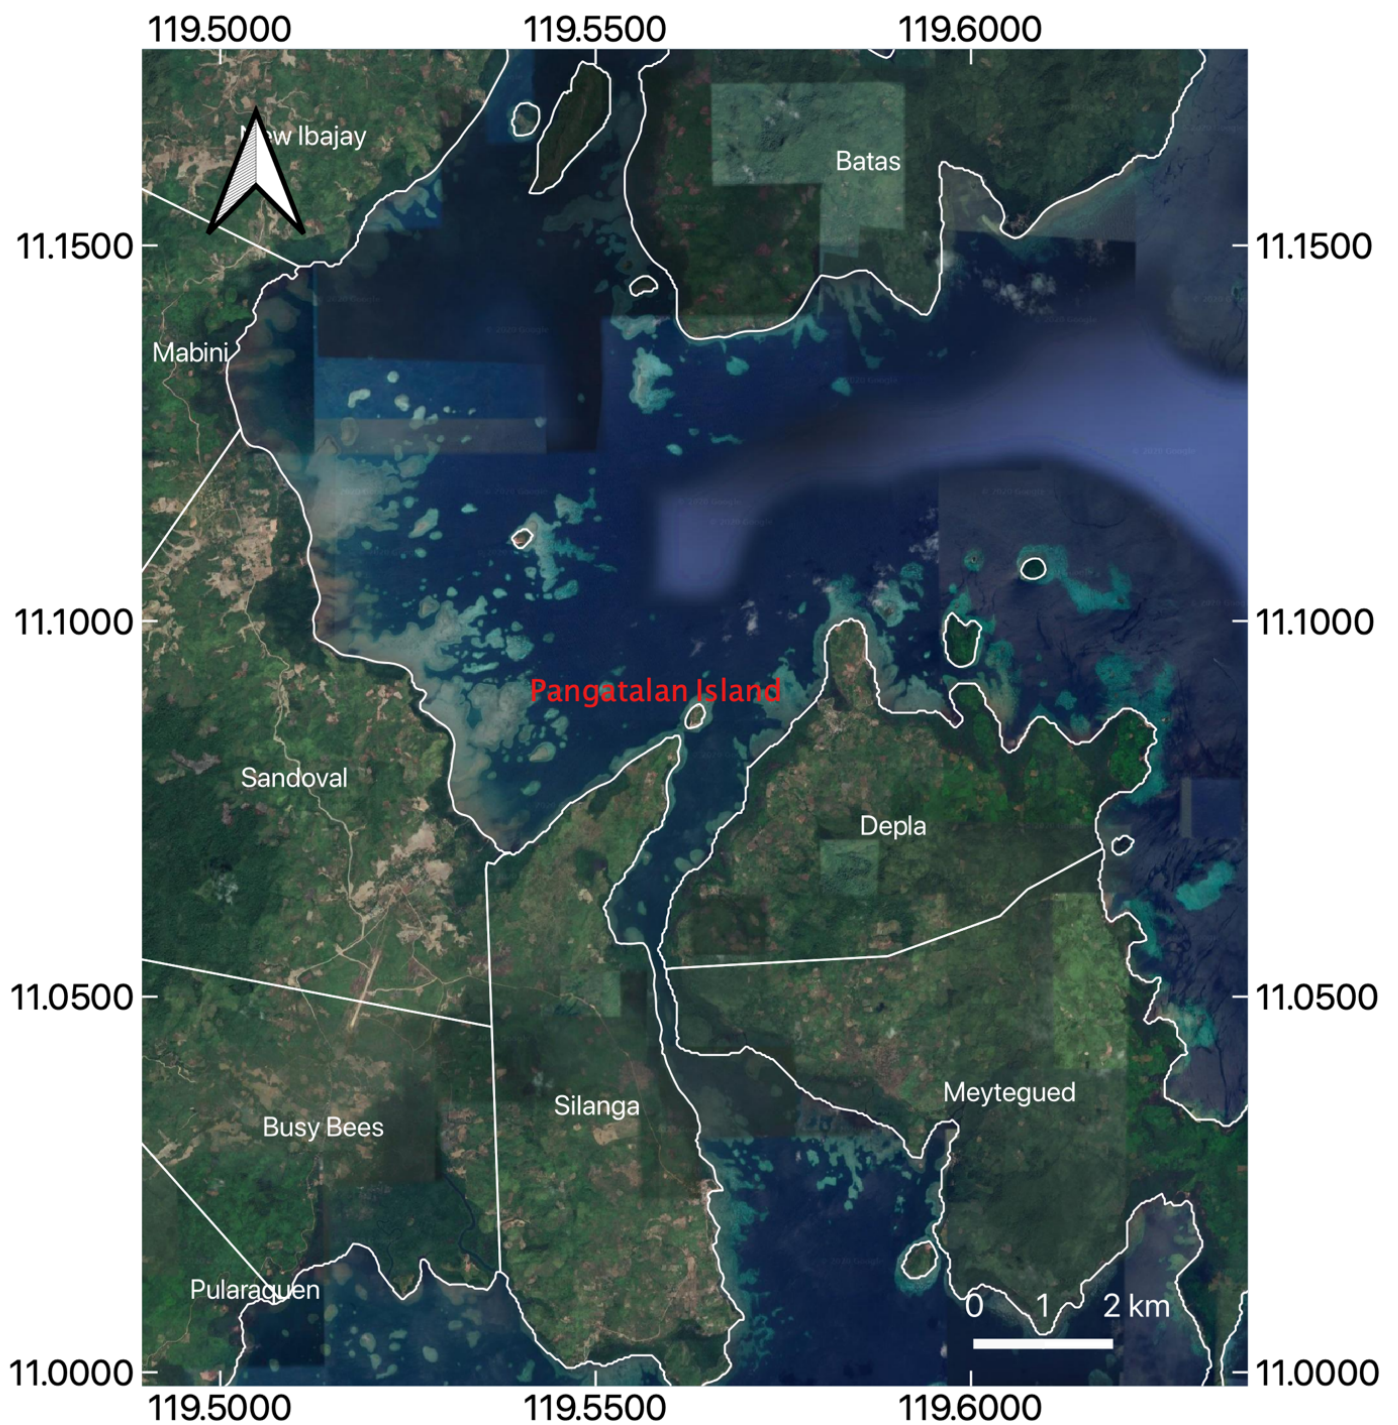 119.5000 119.5500 119.6000
New Ibajay
Batas
11.1500 11.1500
Mabini
11.1000 11.1000
Pangatalan Island
Sandoval
Depla
11.0500 11.0500
Meytegued
Silanga
Busy Bees
Pularaquen
0 1 2 km
11.0000 11.0000
119.5000 119.5500 119.6000